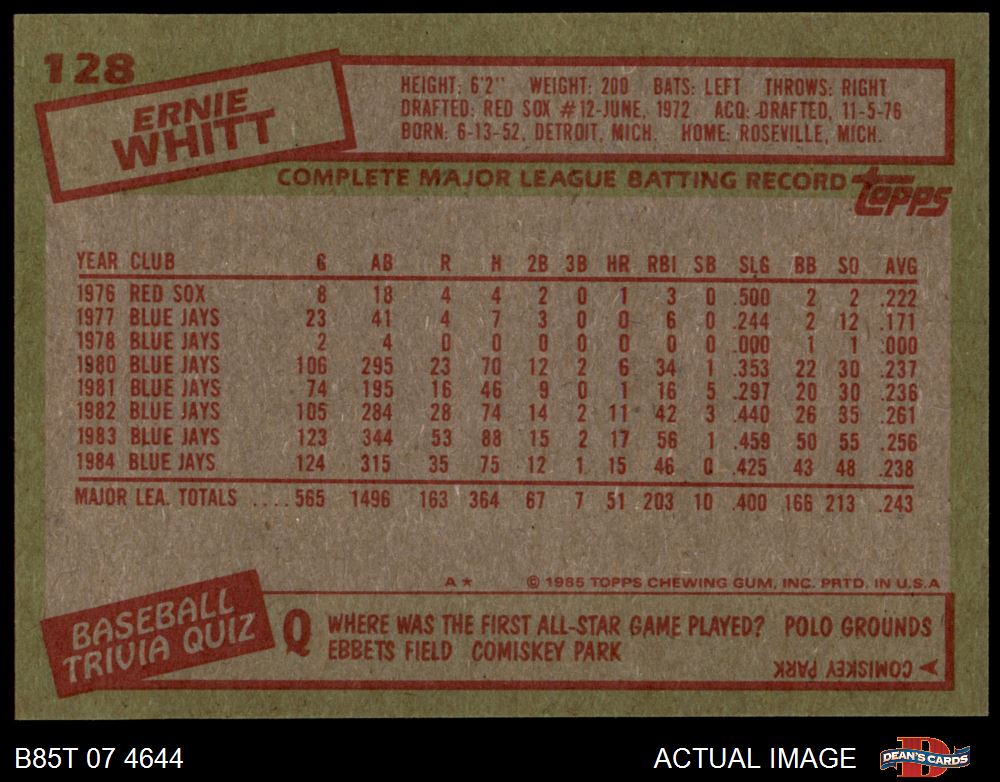 128
ERNIE
WHITT
HEIGHT: 6'2" WEIGHT: 200 BATS: LEFT THROWS: RIGHT
DRAFTED: RED SOX #12-JUNE, 1972 ACQ: DRAFTED, 11-5-76
BORN: 6-13-52, DETROIT, MICH. HOME: ROSEVILLE, MICH.
COMPLETE MAJOR LEAGUE BATTING RECORD
topps
YEAR CLUB G AB R H 2B 3B HR RBI SB SLG BB SO AVG
1976 RED SOX 8 18 4 4 2 0 1 3 0 .500 2 2 .222
1977 BLUE JAYS 23 41 4 7 3 0 0 6 0 .244 2 12 .171
1978 BLUE JAYS 2 4 0 0 0 0 0 0 0 .000 1 1 .000
1980 BLUE JAYS 106 295 23 70 12 2 6 34 1 .353 22 30 .237
1981 BLUE JAYS 74 195 16 46 9 0 1 16 5 .297 20 30 .236
1982 BLUE JAYS 105 284 28 74 14 2 11 42 3 .440 26 35 .261
1983 BLUE JAYS 123 344 53 88 15 2 17 56 1 .459 50 55 .256
1984 BLUE JAYS 124 315 35 75 12 1 15 46 0 .425 43 48 .238
MAJOR LEA. TOTALS ....565 1496 163 364 67 7 51 203 10 .400 166 213 .243
A* © 1985 TOPPS CHEWING GUM, INC. PRTD. IN U.S.A
BASEBALL
TRIVIA QUIZ
Q WHERE WAS THE FIRST ALL-STAR GAME PLAYED? POLO GROUNDS
EBBETS FIELD COMISKEY PARK
COMISKEY PARK
B85T 07 4644
ACTUAL IMAGE
DEAN'S CARDS